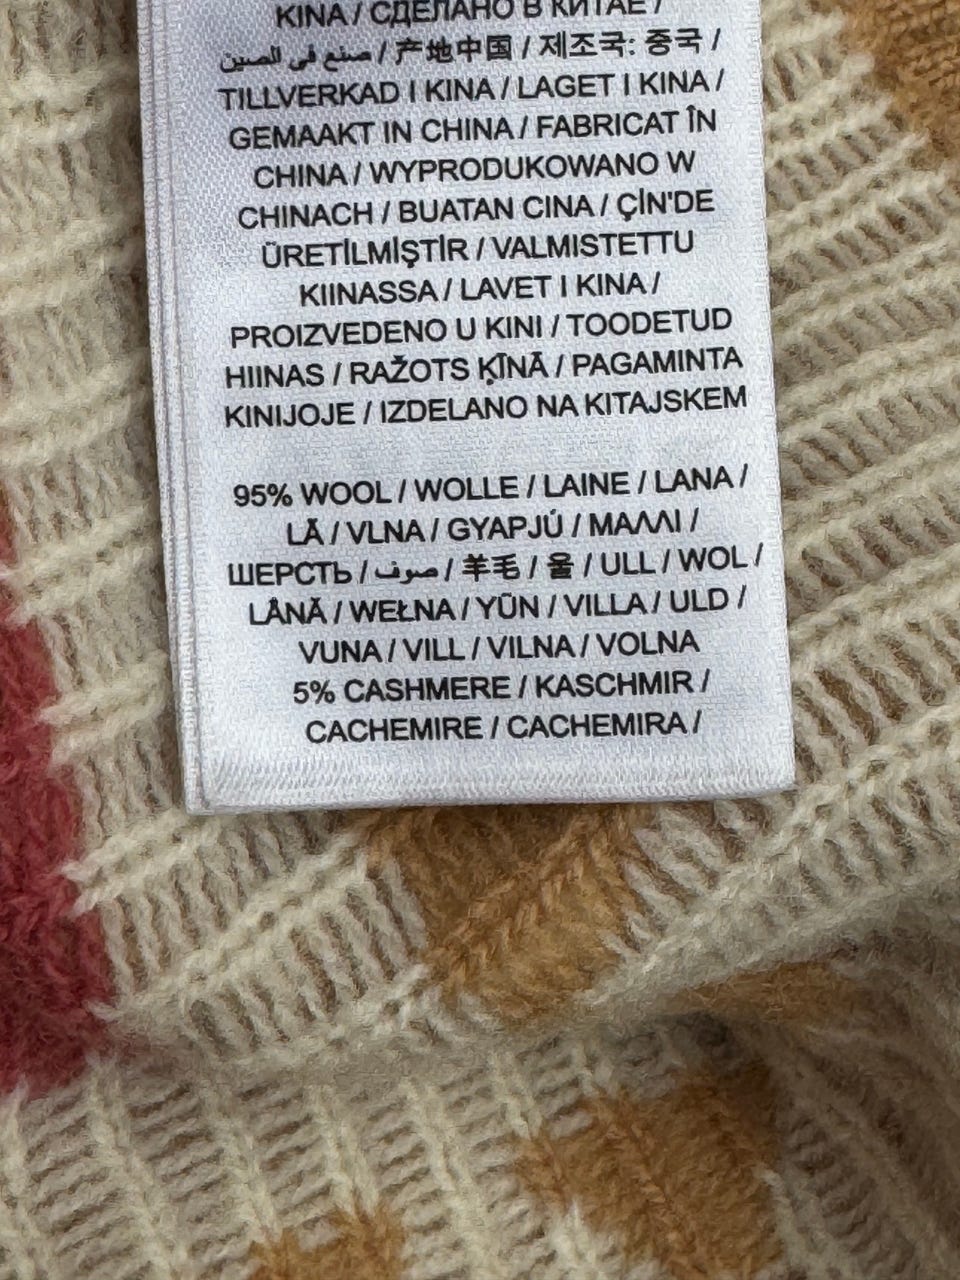 KINA / СДЕЛАНО В КИТАЕ /
صنع في الصين / 产地中国 / 제조국: 중국 /
TILLVERKAD I KINA / LAGET I KINA /
GEMAAKT IN CHINA / FABRICAT ÎN
CHINA / WYPRODUKOWANO W
CHINACH / BUATAN CINA / ÇİN'DE
ÜRETİLMİŞTİR / VALMISTETTU
KIINASSA / LAVET I KINA /
PROIZVEDENO U KINI / TOODETUD
HIINAS / RAŽOTS ĶĪNĀ / PAGAMINTA
KINIJOJE / IZDELANO NA KITAJSKEM
95% WOOL / WOLLE / LAINE / LANA /
LÃ / VLNA / GYAPJÚ / ΜΑΛΛΙ /
ШЕРСТЬ / صوف / 羊毛 / 울 / ULL / WOL /
LÂNĂ / WEŁNA / YÜN / VILLA / ULD /
VUNA / VILL / VILNA / VOLNA
5% CASHMERE / KASCHMIR /
CACHEMIRE / CACHEMIRA /